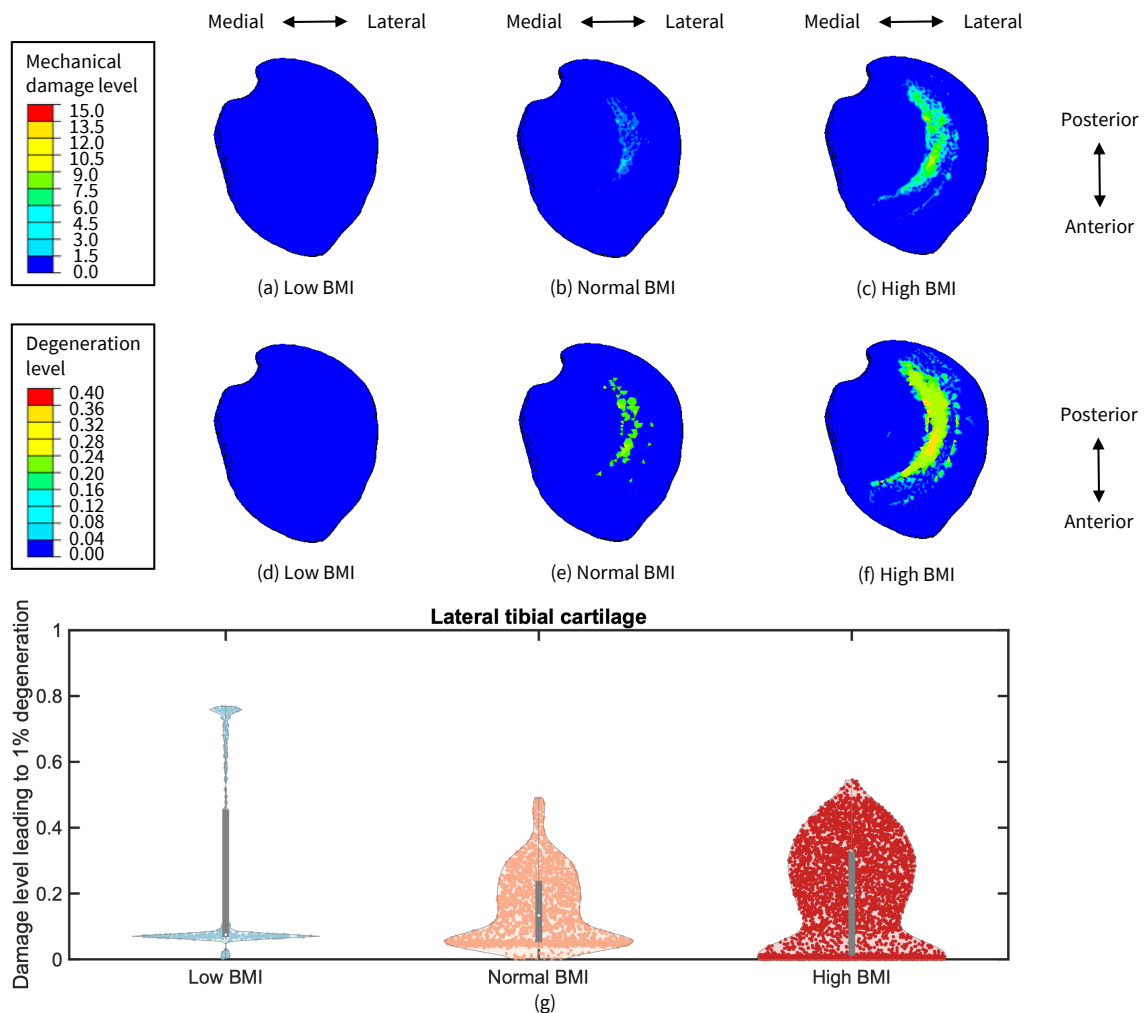 Medial Lateral Medial Lateral Medial Lateral
Mechanical
damage level
15.0
13.5
12.0
10.5
9.0
7.5
6.0
4.5
3.0
1.5
0.0
Posterior
Anterior
(a) Low BMI (b) Normal BMI (c) High BMI
Degeneration
level
0.40
0.36
0.32
0.28
0.24
0.20
0.16
0.12
0.08
0.04
0.00
Posterior
Anterior
(d) Low BMI (e) Normal BMI (f) High BMI
Lateral tibial cartilage
Damage level leading to 1% degeneration
1
0.8
0.6
0.4
0.2
0
Low BMI Normal BMI High BMI
(g)